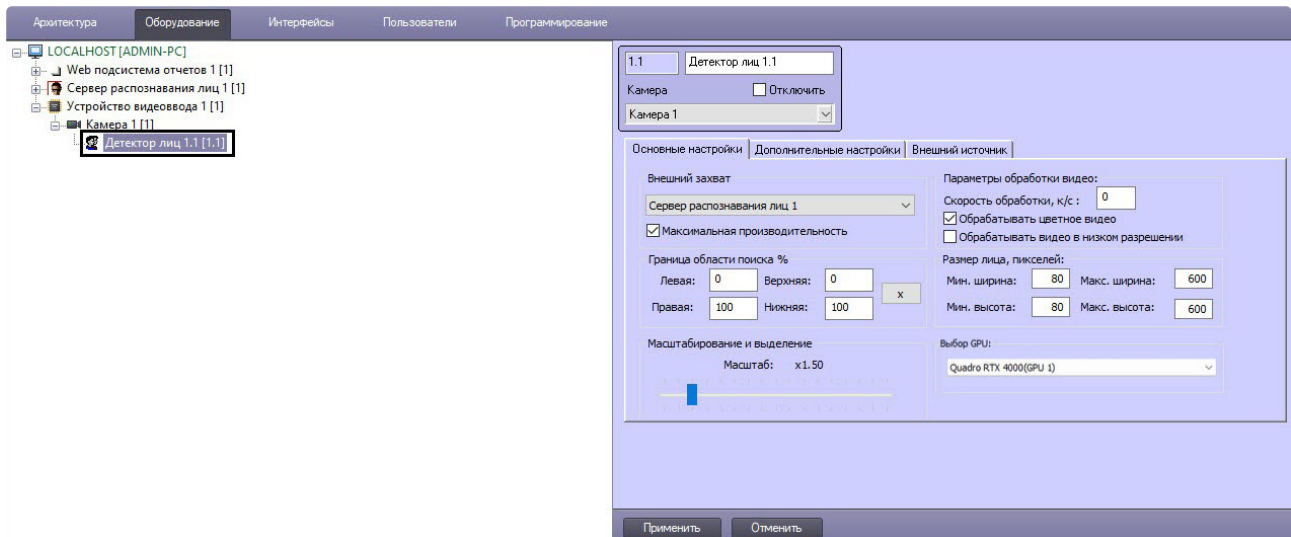 Архитектура Оборудование Интерфейсы Пользователи Программирование
LOCALHOST [ADMIN-PC]
Web подсистема отчетов 1 [1]
Сервер распознавания лиц 1 [1]
Устройство видеоввода 1 [1]
Камера 1 [1]
Детектор лиц 1.1 [1.1]
1.1 Детектор лиц 1.1
Камера Отключить
Камера 1
Основные настройки Дополнительные настройки Внешний источник
Внешний захват
Сервер распознавания лиц 1
Максимальная производительность
Параметры обработки видео:
Скорость обработки, к/с : 0
Обрабатывать цветное видео
Обрабатывать видео в низком разрешении
Граница области поиска %
Левая: 0 Верхняя: 0
x
Правая: 100 Нижняя: 100
Размер лица, пикселей:
Мин. ширина: 80 Макс. ширина: 600
Мин. высота: 80 Макс. высота: 600
Масштабирование и выделение
Масштаб: x1.50
Выбор GPU:
Quadro RTX 4000(GPU 1)
Применить Отменить